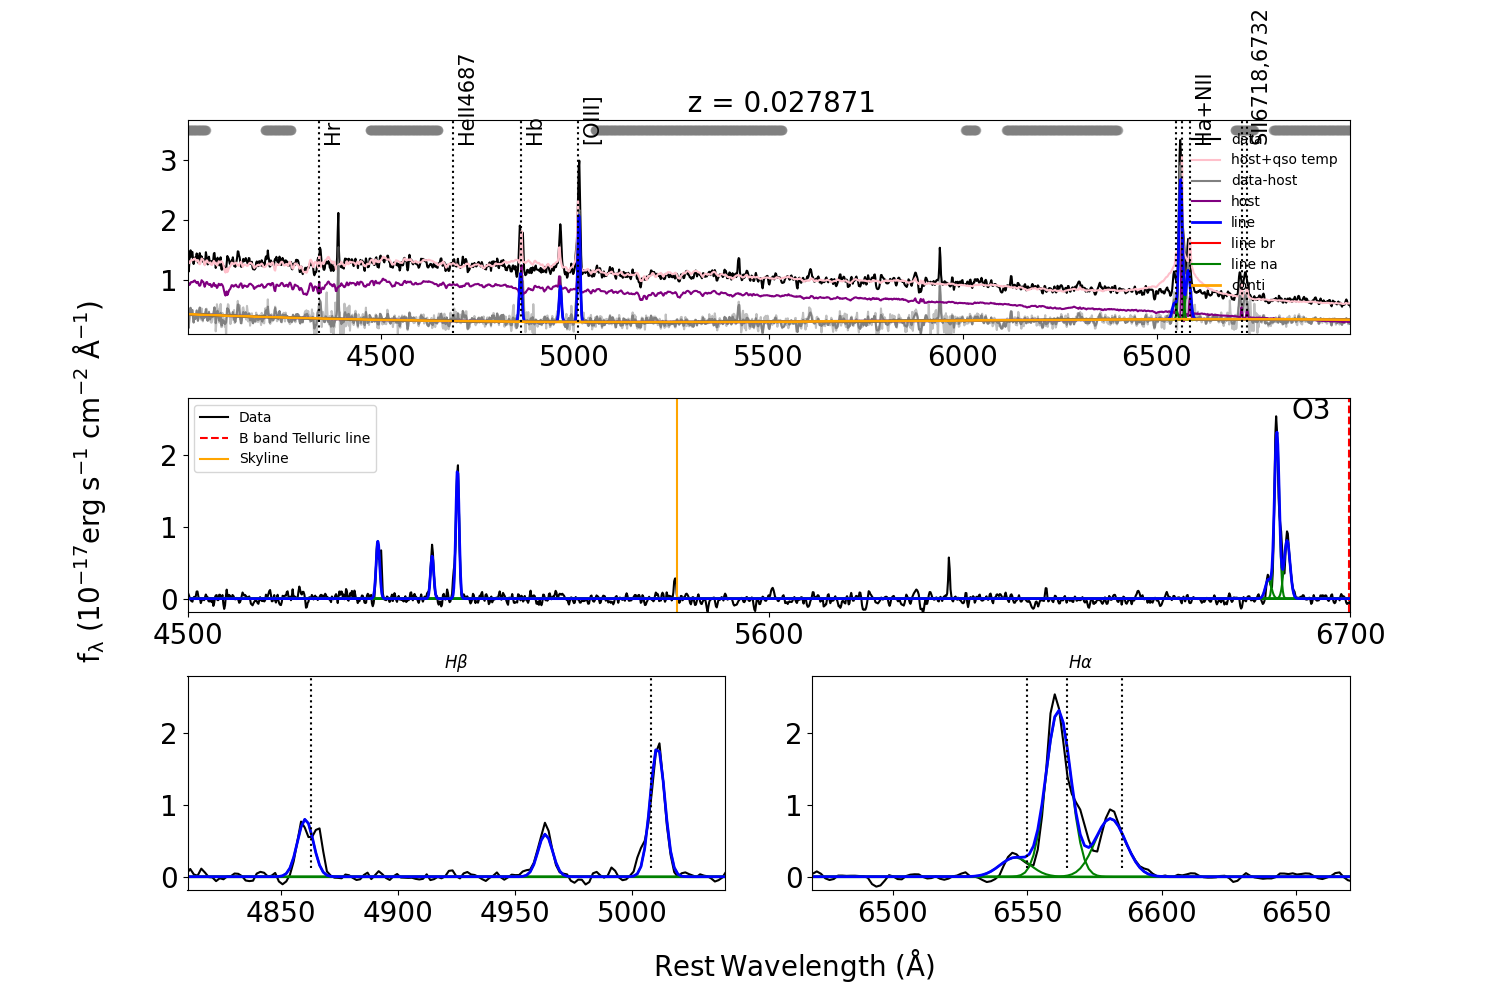 z = 0.027871
Hr
HeII4687
Hb
[OIII]
Ha+NII
SII6718,6732
data
host+qso temp
data-host
host
line
line br
line na
conti
3
2
1
4500 5000 5500 6000 6500
fλ (10−17erg s−1 cm−2 Å−1)
Data
B band Telluric line
Skyline
O3
2
1
0
4500 5600 6700
Hβ
2
1
0
4850 4900 4950 5000
Hα
2
1
0
6500 6550 6600 6650
Rest Wavelength (Å)